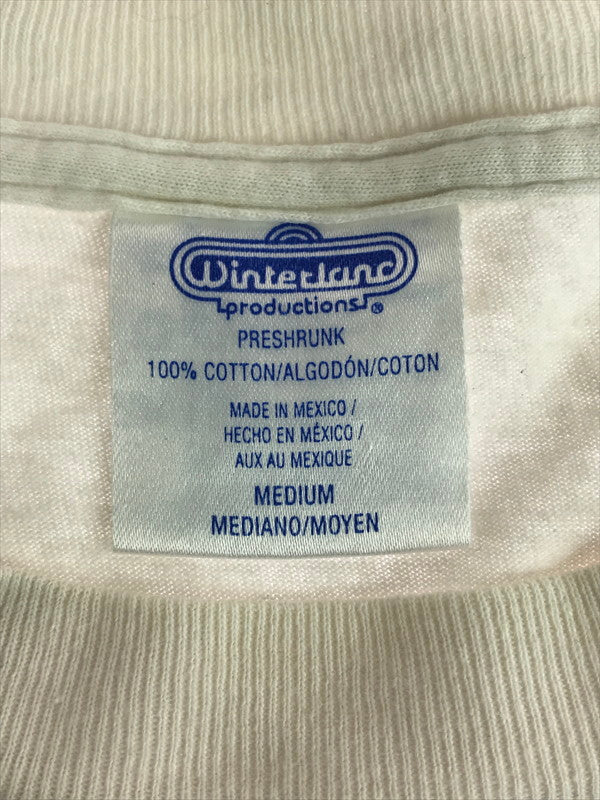 Winterland
productions®
PRESHRUNK
100% COTTON/ALGODÓN/COTON
MADE IN MEXICO /
HECHO EN MÉXICO /
AUX AU MEXIQUE
MEDIUM
MEDIANO/MOYEN